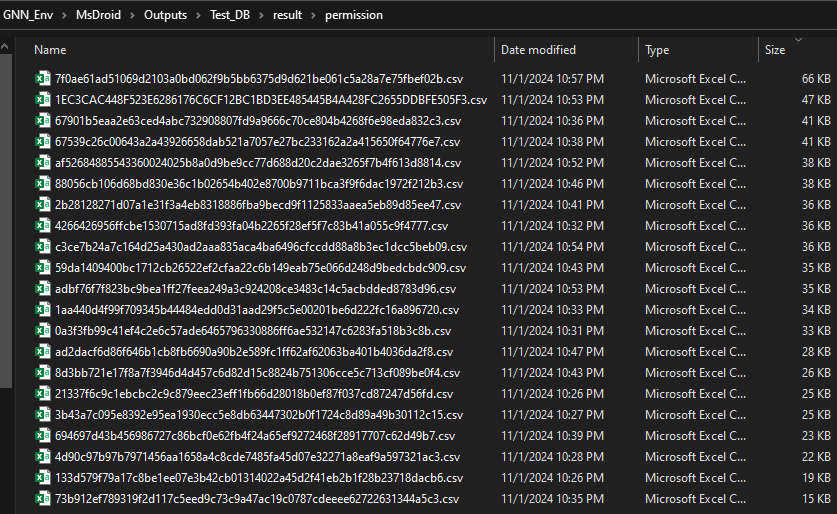 GNN_Env > MsDroid > Outputs > Test_DB > result > permission
Name Date modified Type Size
7f0ae61ad51069d2103a0bd062f9b5bb6375d9d621be061c5a28a7e75fbef02b.csv 11/1/2024 10:57 PM Microsoft Excel C... 66 KB
1EC3CAC448F523E6286176C6CF12BC1BD3EE485445B4A428FC2655DDBFE505F3.csv 11/1/2024 10:53 PM Microsoft Excel C... 47 KB
67901b5eaa2e63ced4abc732908807fd9a9666c70ce804b4268f6e98eda832c3.csv 11/1/2024 10:36 PM Microsoft Excel C... 41 KB
67539c26c00643a2a43926658dab521a7057e27bc233162a2a415650f64776e7.csv 11/1/2024 10:38 PM Microsoft Excel C... 41 KB
af52684885543360024025b8a0d9be9cc77d688d20c2dae3265f7b4f613d8814.csv 11/1/2024 10:52 PM Microsoft Excel C... 38 KB
88056cb106d68bd830e36c1b02654b402e8700b9711bca3f9f6dac1972f212b3.csv 11/1/2024 10:46 PM Microsoft Excel C... 38 KB
2b28128271d07a1e31f3a4eb8318886fba9becd9f1125833aaea5eb89d85ee47.csv 11/1/2024 10:41 PM Microsoft Excel C... 36 KB
4266426956ffcbe1530715ad8fd393fa04b2265f28ef5f7c83b41a055c9f4777.csv 11/1/2024 10:32 PM Microsoft Excel C... 36 KB
c3ce7b24a7c164d25a430ad2aaa835aca4ba6496cfccdd88a8b3ec1dcc5beb09.csv 11/1/2024 10:54 PM Microsoft Excel C... 36 KB
59da1409400bc1712cb26522ef2cfaa22c6b149eab75e066d248d9bedcbdc909.csv 11/1/2024 10:43 PM Microsoft Excel C... 35 KB
adbf76f7f823bc9bea1ff27feea249a3c924208ce3483c14c5acbdded8783d96.csv 11/1/2024 10:53 PM Microsoft Excel C... 35 KB
1aa440d4f99f709345b44484edd0d31aad29f5c5e00201be6d222fc16a896720.csv 11/1/2024 10:33 PM Microsoft Excel C... 34 KB
0a3f3fb99c41ef4c2e6c57ade6465796330886ff6ae532147c6283fa518b3c8b.csv 11/1/2024 10:31 PM Microsoft Excel C... 33 KB
ad2dacf6d86f646b1cb8fb6690a90b2e589fc1ff62af62063ba401b4036da2f8.csv 11/1/2024 10:47 PM Microsoft Excel C... 28 KB
8d3bb721e17f8a7f3946d4d457c6d82d15c8824b751306cce5c713cf089be0f4.csv 11/1/2024 10:43 PM Microsoft Excel C... 26 KB
21337f6c9c1ebcbc2c9c879eec23eff1fb66d28018b0ef87f037cd87247d56fd.csv 11/1/2024 10:26 PM Microsoft Excel C... 25 KB
3b43a7c095e8392e95ea1930ecc5e8db63447302b0f1724c8d89a49b30112c15.csv 11/1/2024 10:27 PM Microsoft Excel C... 25 KB
694697d43b456986727c86bcf0e62fb4f24a65ef9272468f28917707c62d49b7.csv 11/1/2024 10:39 PM Microsoft Excel C... 23 KB
4d90c97b97b7971456aa1658a4c8cde7485fa45d07e32271a8eaf9a597321ac3.csv 11/1/2024 10:28 PM Microsoft Excel C... 22 KB
133d579f79a17c8be1ee07e3b42cb01314022a45d2f41eb2b1f28b23718dacb6.csv 11/1/2024 10:26 PM Microsoft Excel C... 19 KB
73b912ef789319f2d117c5eed9c73c9a47ac19c0787cdeeee62722631344a5c3.csv 11/1/2024 10:35 PM Microsoft Excel C... 15 KB